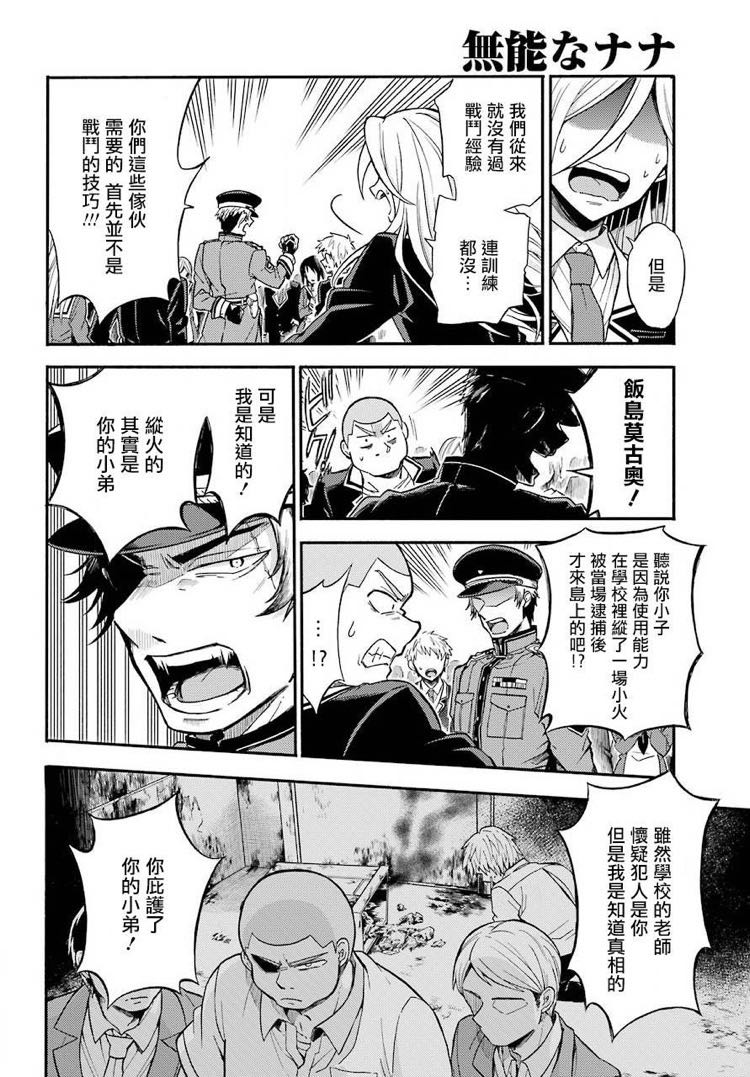 無能なナナ
但是
我們從來
就沒有過
戰鬥經驗
連訓練
都沒…
你們這些傢伙
需要的 首先並不是
戰鬥的技巧!!!
飯島莫古奧!
可是
我是知道的!
縱火的
其實是
你的小弟
聽説你小子
是因為使用能力
在學校裡縱了一場小火
被當場逮捕後
才來島上的吧!?
…!?
雖然學校的老師
懷疑犯人是你
但是我是知道真相的
你庇護了
你的小弟!